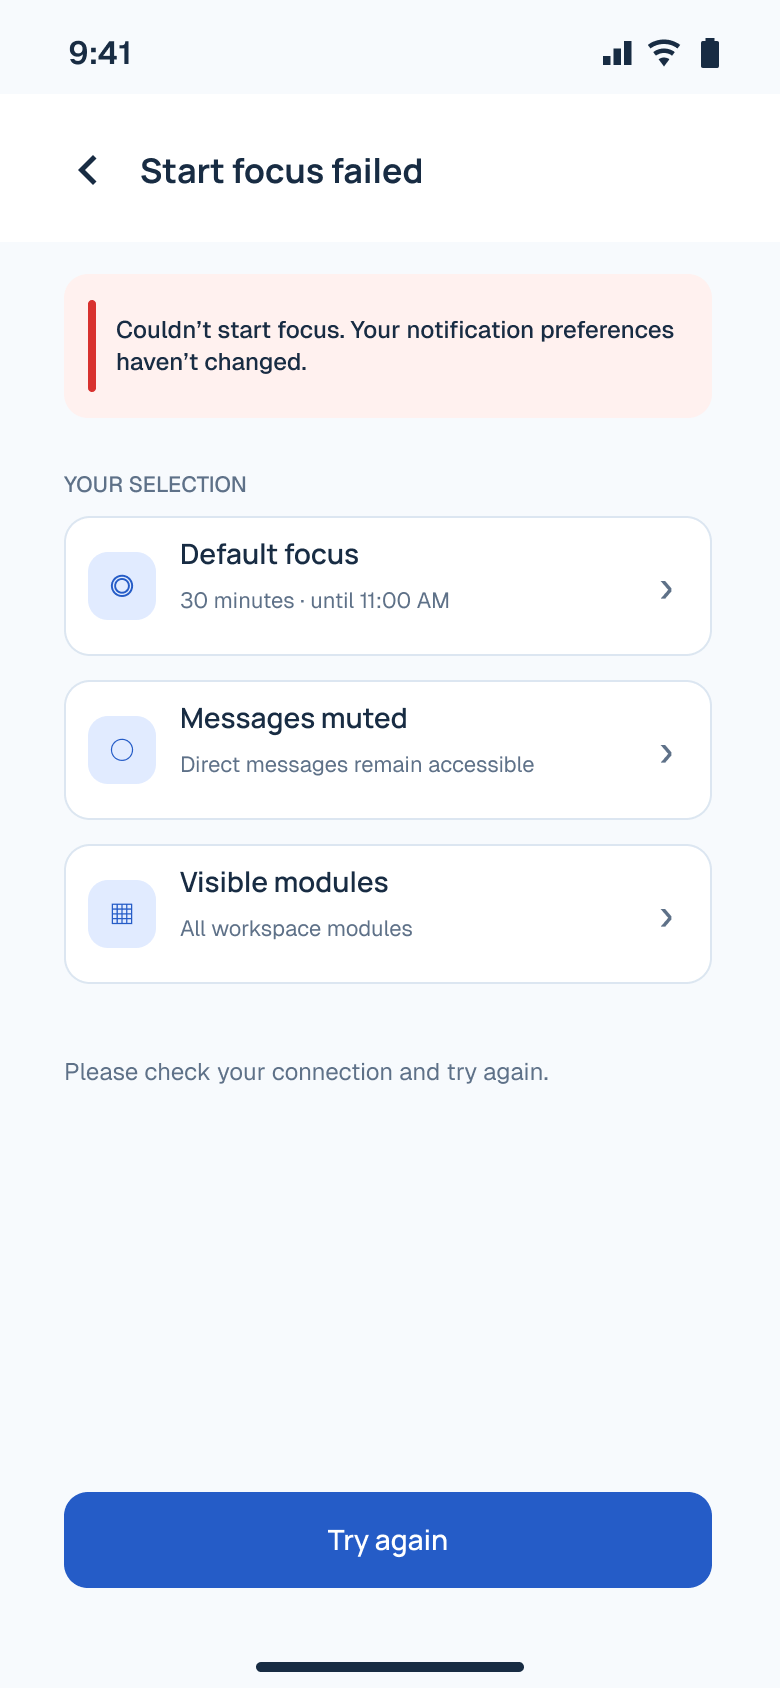 9:41
Start focus failed
Couldn’t start focus. Your notification preferences
haven’t changed.
YOUR SELECTION
Default focus
30 minutes · until 11:00 AM
Messages muted
Direct messages remain accessible
Visible modules
All workspace modules
Please check your connection and try again.
Try again